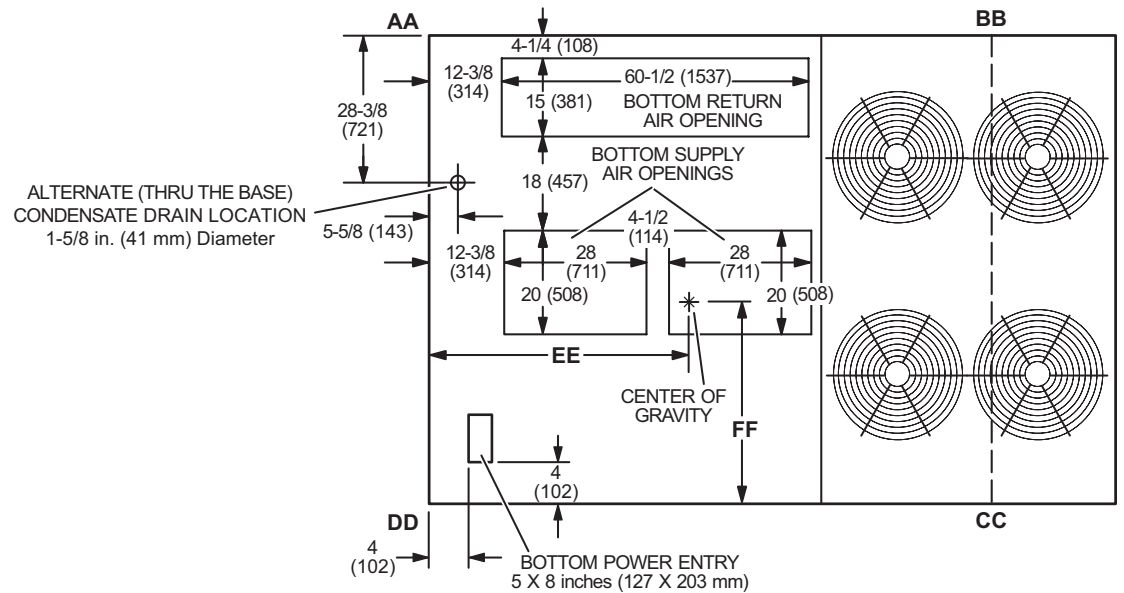 AA
BB
4-1/4 (108)
12-3/8
(314)
60-1/2 (1537)
28-3/8
(721)
15 (381)
BOTTOM RETURN
AIR OPENING
BOTTOM SUPPLY
AIR OPENINGS
18 (457)
ALTERNATE (THRU THE BASE)
CONDENSATE DRAIN LOCATION
1-5/8 in. (41 mm) Diameter
5-5/8 (143)
4-1/2
(114)
12-3/8
(314)
28
(711)
28
(711)
20 (508)
20 (508)
EE
CENTER OF
GRAVITY
FF
4
(102)
DD
CC
4
(102)
BOTTOM POWER ENTRY
5 X 8 inches (127 X 203 mm)